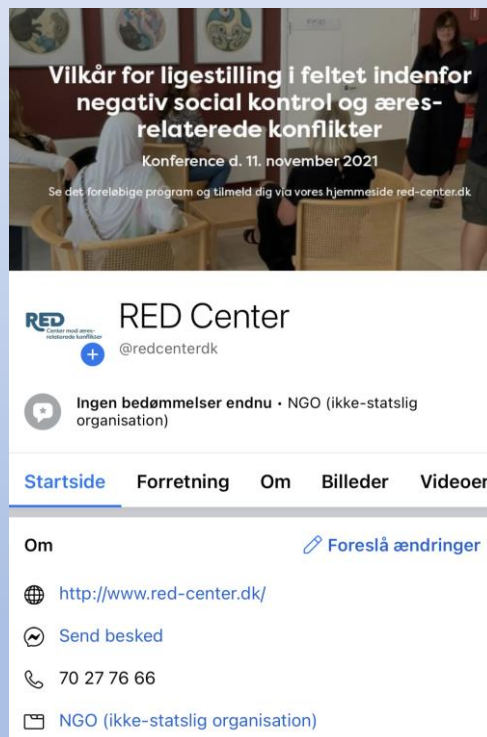 Vilkår for ligestilling i feltet indenfor
negativ social kontrol og æres-
relaterede konflikter
Konference d. 11. november 2021
Se det foreløbige program og tilmeld dig via vores hjemmeside red-center.dk
RED
Center mod æres-
relaterede konflikter
RED Center
@redcenterdk
Ingen bedømmelser endnu · NGO (ikke-statslig
organisation)
Startside Forretning Om Billeder Videoer
Om
Foreslå ændringer
http://www.red-center.dk/
Send besked
70 27 76 66
NGO (ikke-statslig organisation)